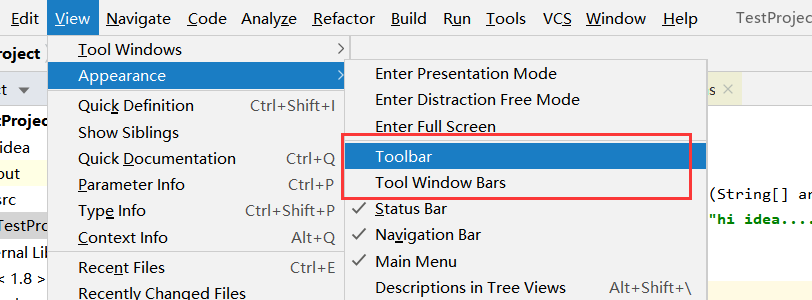 Edit View Navigate Code Analyze Refactor Build Run Tools VCS Window Help TestProjec
roject
Tool Windows
Appearance
Quick Definition Ctrl+Shift+I
Show Siblings
Quick Documentation Ctrl+Q
Parameter Info Ctrl+P
Type Info Ctrl+Shift+P
Context Info Alt+Q
Recent Files Ctrl+E
Recently Changed Files
Enter Presentation Mode
Enter Distraction Free Mode
Enter Full Screen
Toolbar
Tool Window Bars
Status Bar
Navigation Bar
Main Menu
Descriptions in Tree Views Alt+Shift+\
ct
stProjec
idea
out
src
TestPro
ernal Lib
< 1.8 >
s
(String[] ar
"hi idea....